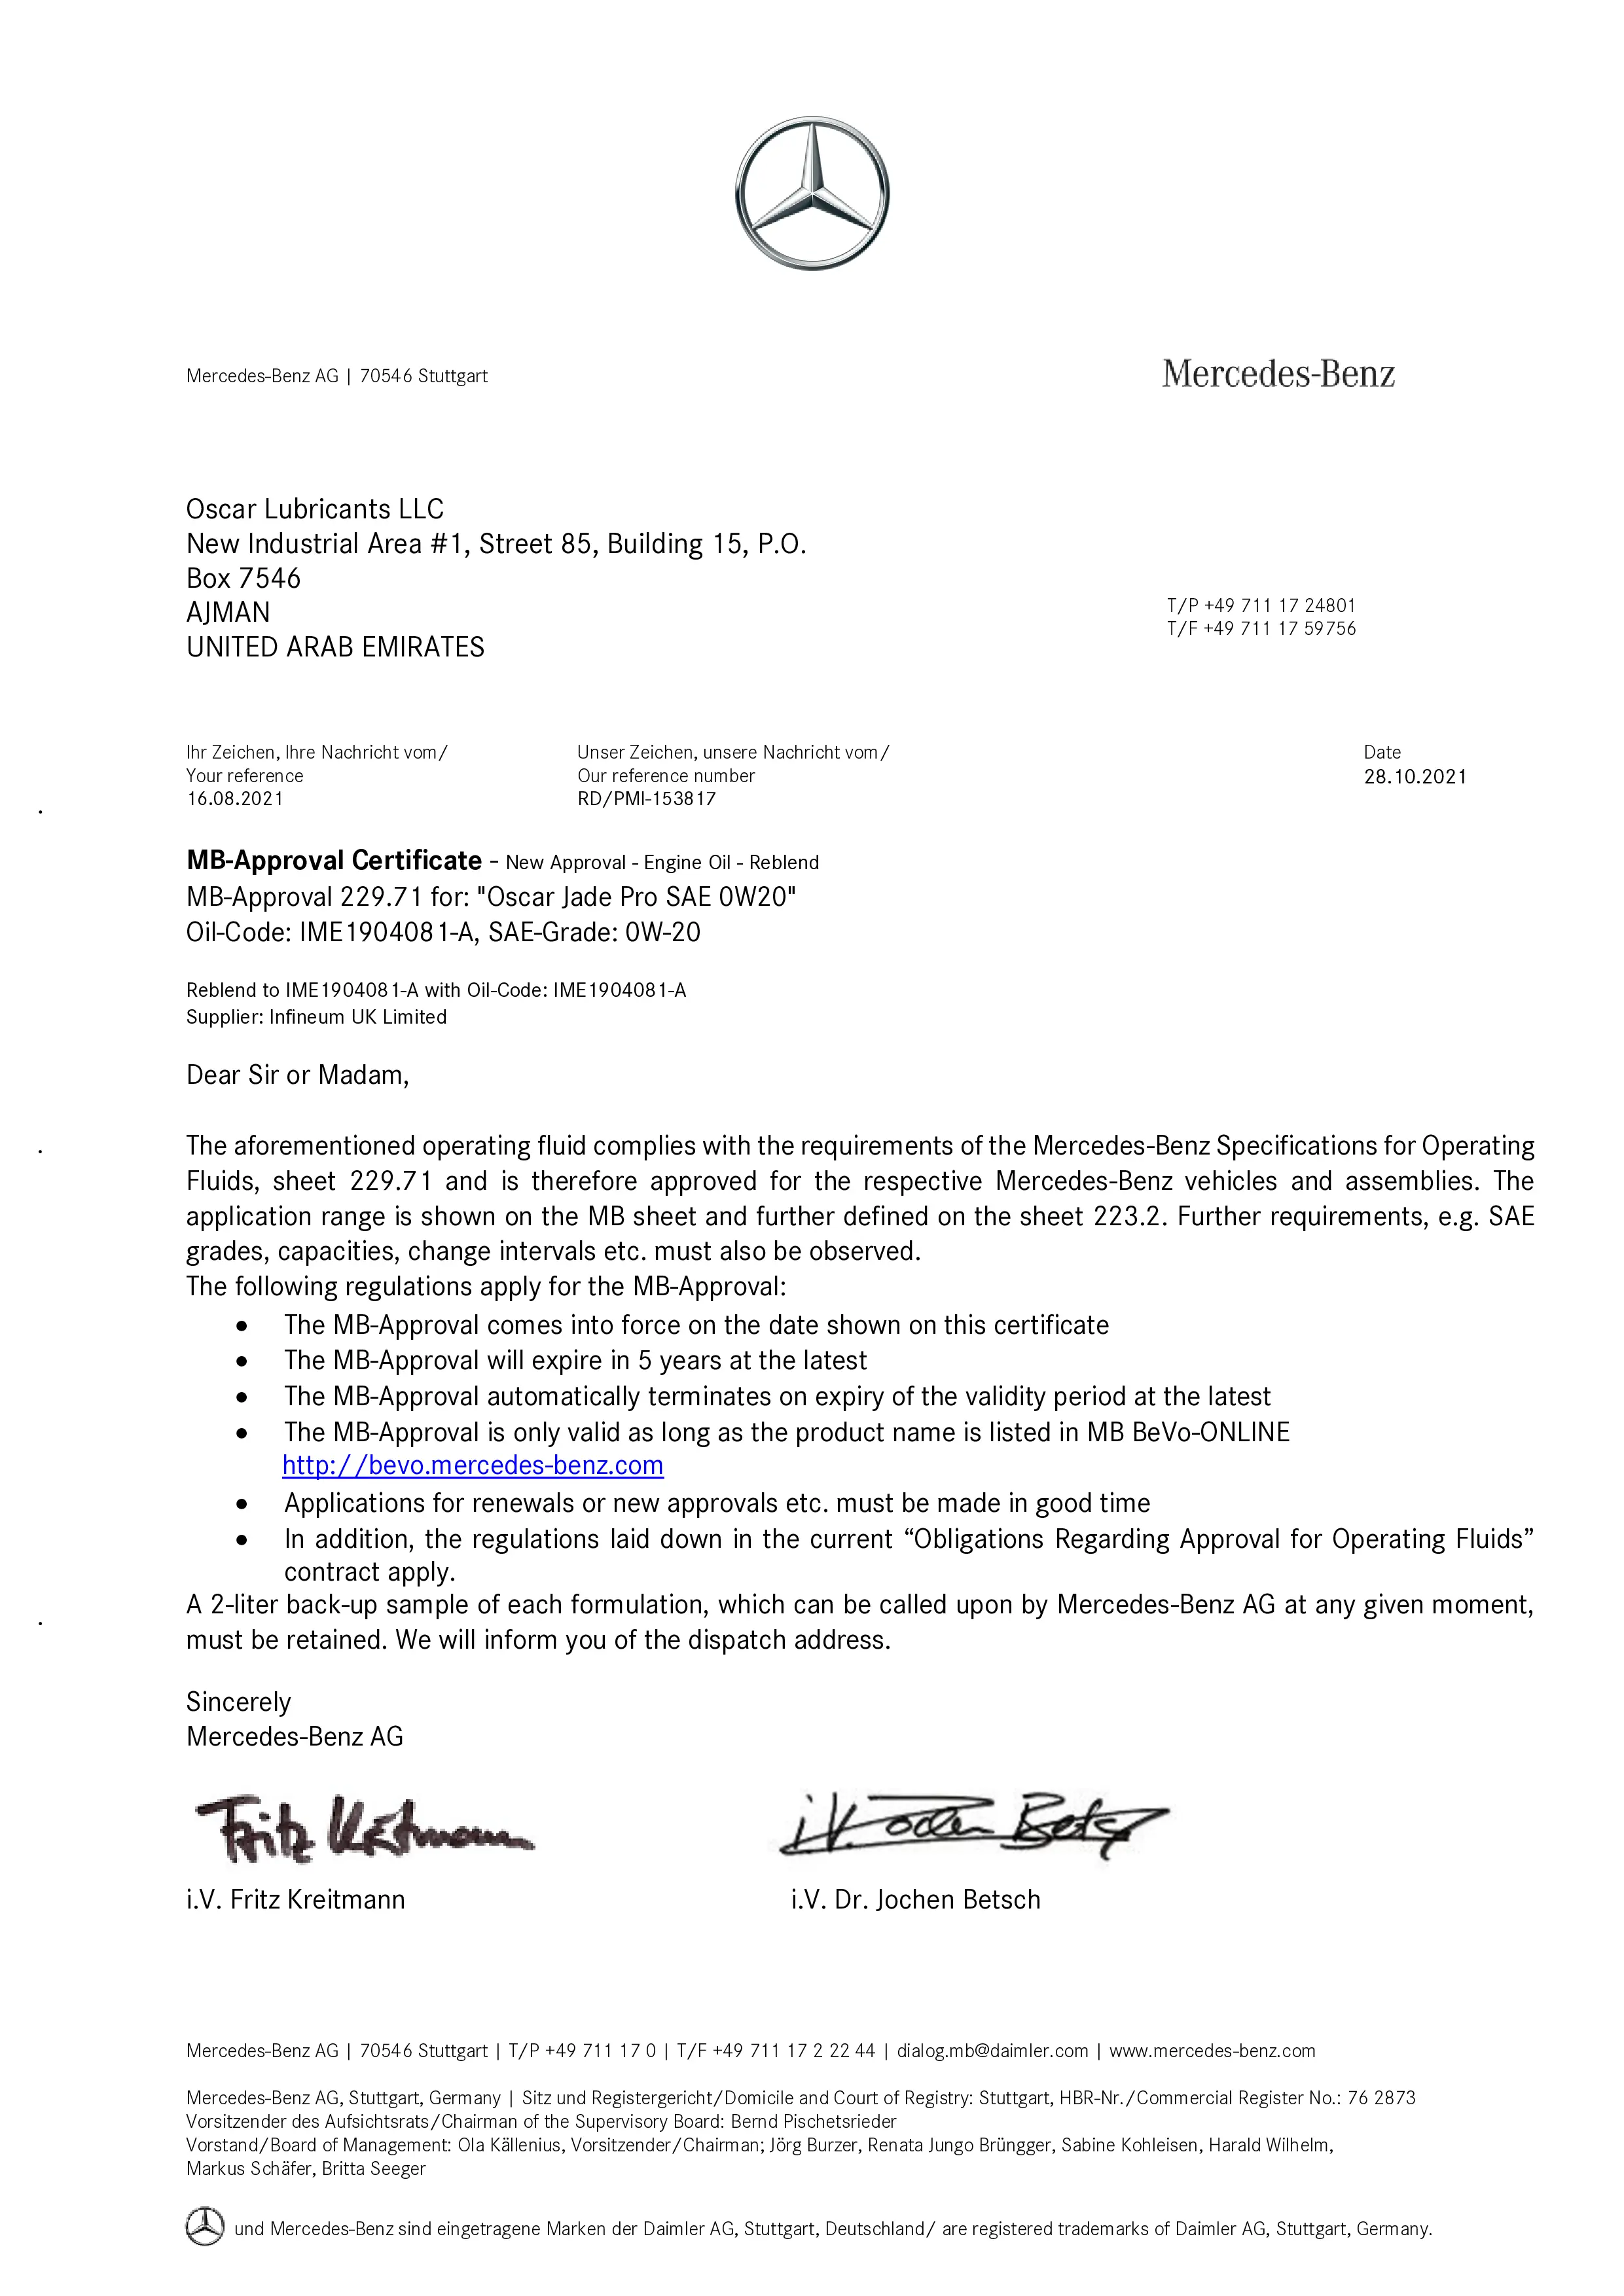 Mercedes-Benz AG | 70546 Stuttgart
Mercedes-Benz
Oscar Lubricants LLC
New Industrial Area #1, Street 85, Building 15, P.O.
Box 7546
AJMAN
UNITED ARAB EMIRATES
T/P +49 711 17 24801
T/F +49 711 17 59756
Ihr Zeichen, Ihre Nachricht vom/
Your reference
16.08.2021
Unser Zeichen, unsere Nachricht vom/
Our reference number
RD/PMI-153817
Date
28.10.2021
MB-Approval Certificate - New Approval - Engine Oil - Reblend
MB-Approval 229.71 for: "Oscar Jade Pro SAE 0W20"
Oil-Code: IME1904081-A, SAE-Grade: 0W-20
Reblend to IME1904081-A with Oil-Code: IME1904081-A
Supplier: Infineum UK Limited
Dear Sir or Madam,
The aforementioned operating fluid complies with the requirements of the Mercedes-Benz Specifications for Operating
Fluids, sheet 229.71 and is therefore approved for the respective Mercedes-Benz vehicles and assemblies. The
application range is shown on the MB sheet and further defined on the sheet 223.2. Further requirements, e.g. SAE
grades, capacities, change intervals etc. must also be observed.
The following regulations apply for the MB-Approval:
• The MB-Approval comes into force on the date shown on this certificate
• The MB-Approval will expire in 5 years at the latest
• The MB-Approval automatically terminates on expiry of the validity period at the latest
• The MB-Approval is only valid as long as the product name is listed in MB BeVo-ONLINE
http://bevo.mercedes-benz.com
• Applications for renewals or new approvals etc. must be made in good time
• In addition, the regulations laid down in the current “Obligations Regarding Approval for Operating Fluids”
contract apply.
A 2-liter back-up sample of each formulation, which can be called upon by Mercedes-Benz AG at any given moment,
must be retained. We will inform you of the dispatch address.
Sincerely
Mercedes-Benz AG
Fritz Kreitmann
i.V. Jochen Betsch
i.V. Fritz Kreitmann
i.V. Dr. Jochen Betsch
Mercedes-Benz AG | 70546 Stuttgart | T/P +49 711 17 0 | T/F +49 711 17 2 22 44 | dialog.mb@daimler.com | www.mercedes-benz.com
Mercedes-Benz AG, Stuttgart, Germany | Sitz und Registergericht/Domicile and Court of Registry: Stuttgart, HBR-Nr./Commercial Register No.: 76 2873
Vorsitzender des Aufsichtsrats/Chairman of the Supervisory Board: Bernd Pischetsrieder
Vorstand/Board of Management: Ola Källenius, Vorsitzender/Chairman; Jörg Burzer, Renata Jungo Brüngger, Sabine Kohleisen, Harald Wilhelm,
Markus Schäfer, Britta Seeger
und Mercedes-Benz sind eingetragene Marken der Daimler AG, Stuttgart, Deutschland/ are registered trademarks of Daimler AG, Stuttgart, Germany.